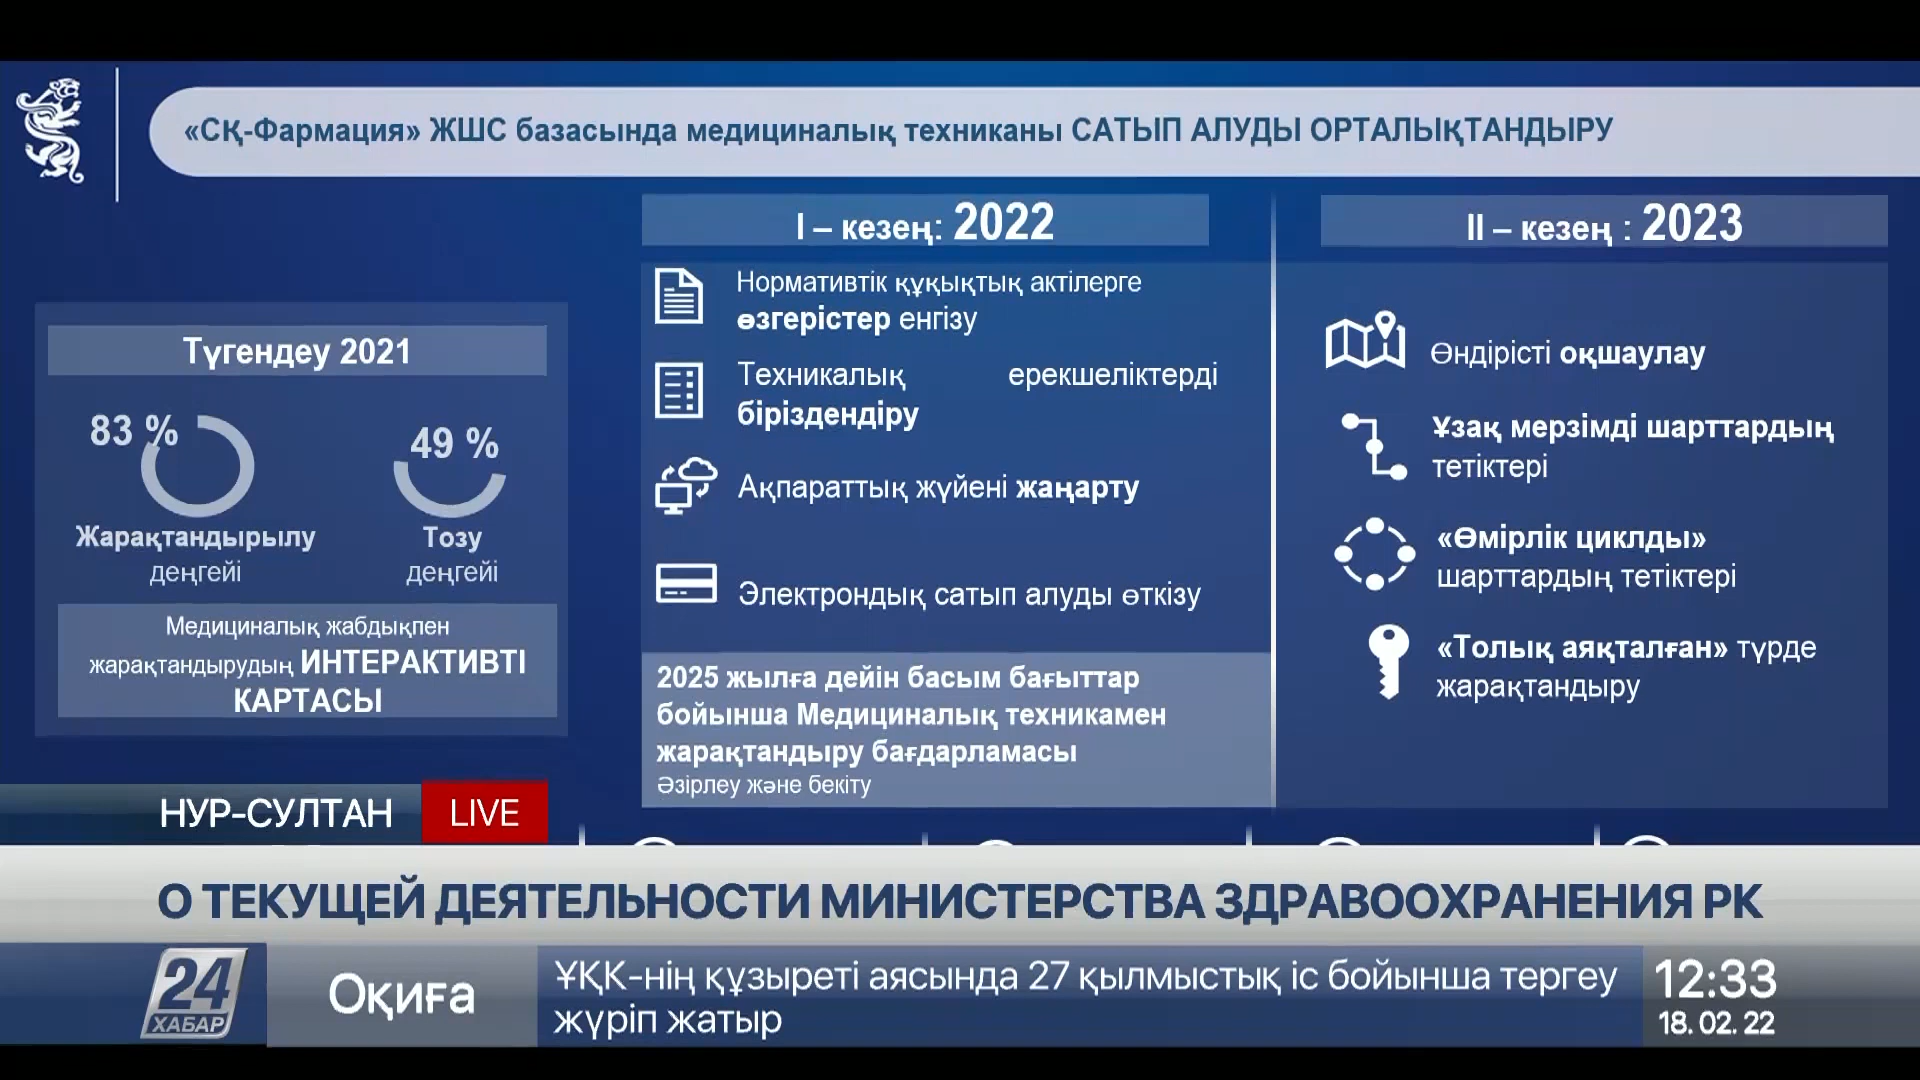 «СҚ-Фармация» ЖШС базасында медициналық техниканы САТЫП АЛУДЫ ОРТАЛЫҚТАНДЫРУ
Түгендеу 2021
83 %
49 %
Жарақтандырылу
деңгейі
Тозу
деңгейі
Медициналық жабдықпен
жарақтандырудың ИНТЕРАКТИВТІ
КАРТАСЫ
I – кезең: 2022
Нормативтік құқықтық актілерге
өзгерістер енгізу
Техникалық ерекшеліктерді
біріздендіру
Ақпараттық жүйені жаңарту
Электрондық сатып алуды өткізу
2025 жылға дейін басым бағыттар
бойынша Медициналық техникамен
жарақтандыру бағдарламасы
Әзірлеу және бекіту
II – кезең : 2023
Өндірісті оқшаулау
Ұзақ мерзімді шарттардың
тетіктері
«Өмірлік циклды»
шарттардың тетіктері
«Толық аяқталған» түрде
жарақтандыру
НУР-СУЛТАН
LIVE
О ТЕКУЩЕЙ ДЕЯТЕЛЬНОСТИ МИНИСТЕРСТВА ЗДРАВООХРАНЕНИЯ РК
24
ХАБАР
Оқиға
ҰҚК-нің құзыреті аясында 27 қылмыстық іс бойынша тергеу
жүріп жатыр
12:33
18. 02. 22